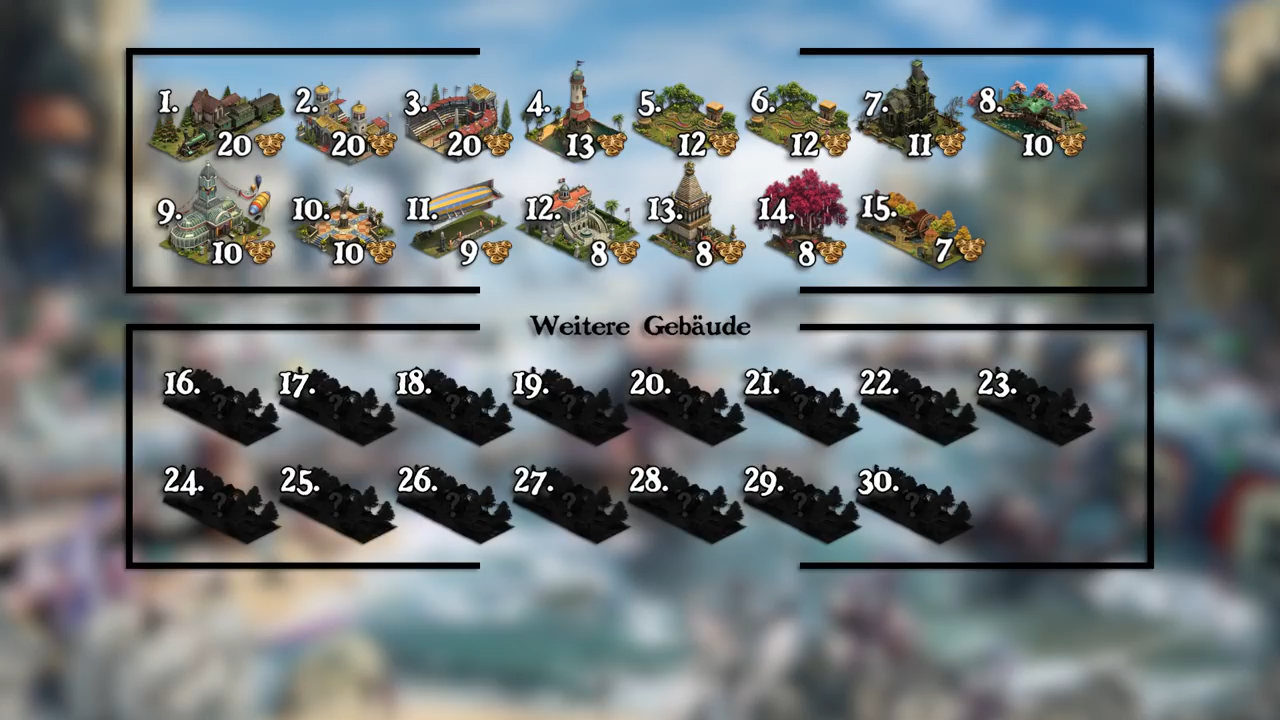 1. 2. 3. 4. 5. 6. 7. 8.
20 20 20 13 12 12 11 10
9. 10. 11. 12. 13. 14. 15.
10 10 9 8 8 8 7
Weitere Gebäude
16. 17. 18. 19. 20. 21. 22. 23.
? ? ? ? ? ? ? ?
24. 25. 26. 27. 28. 29. 30.
? ? ? ? ? ? ?